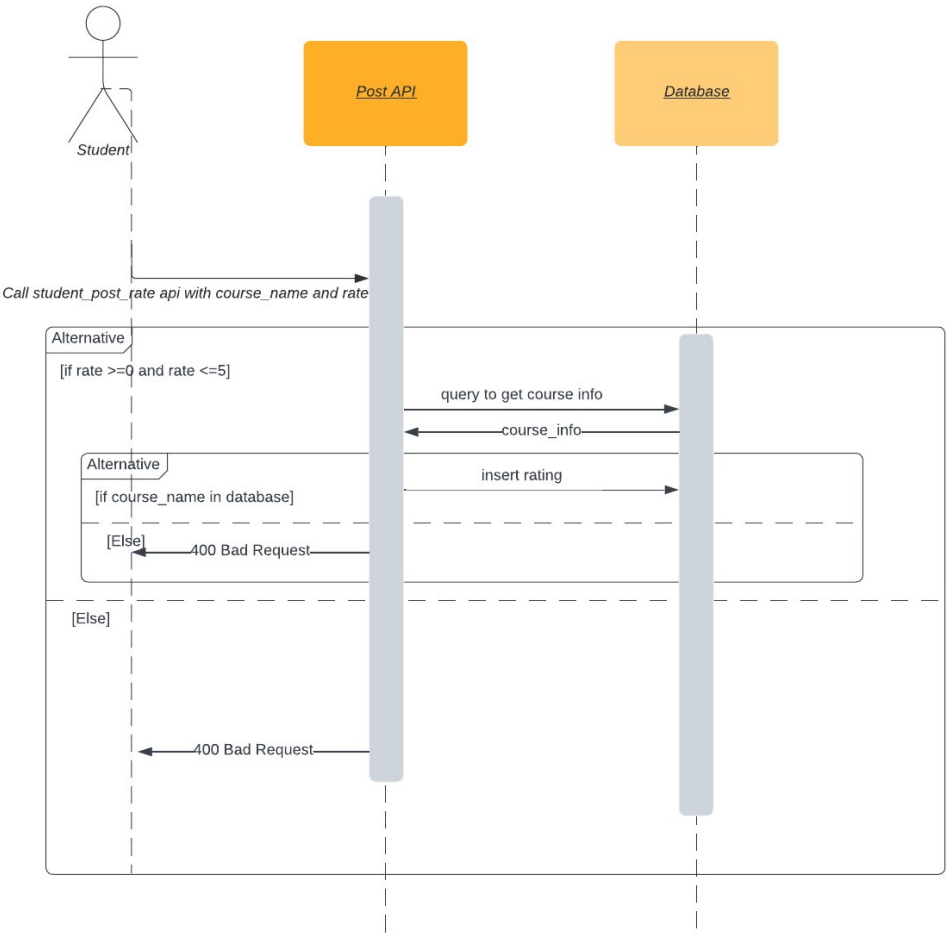 Post API
Database
Student
Call student_post_rate api with course_name and rate
Alternative
[if rate >=0 and rate <=5]
query to get course info
course_info
Alternative
insert rating
[if course_name in database]
[Else]
400 Bad Request
[Else]
400 Bad Request